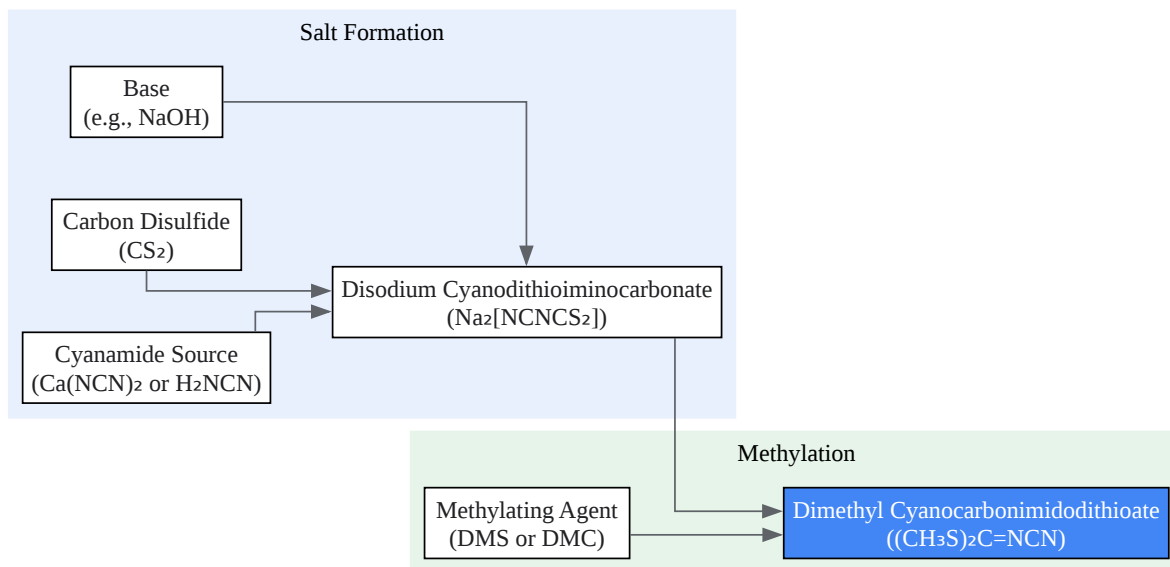 Salt Formation
Base
(e.g., NaOH)
Carbon Disulfide
(CS₂)
Disodium Cyanodithioiminocarbonate
(Na₂[NCNCS₂])
Cyanamide Source
(Ca(NCN)₂ or H₂NCN)
Methylation
Methylating Agent
(DMS or DMC)
Dimethyl Cyanocarbonimidodithioate
((CH₃S)₂C=NCN)